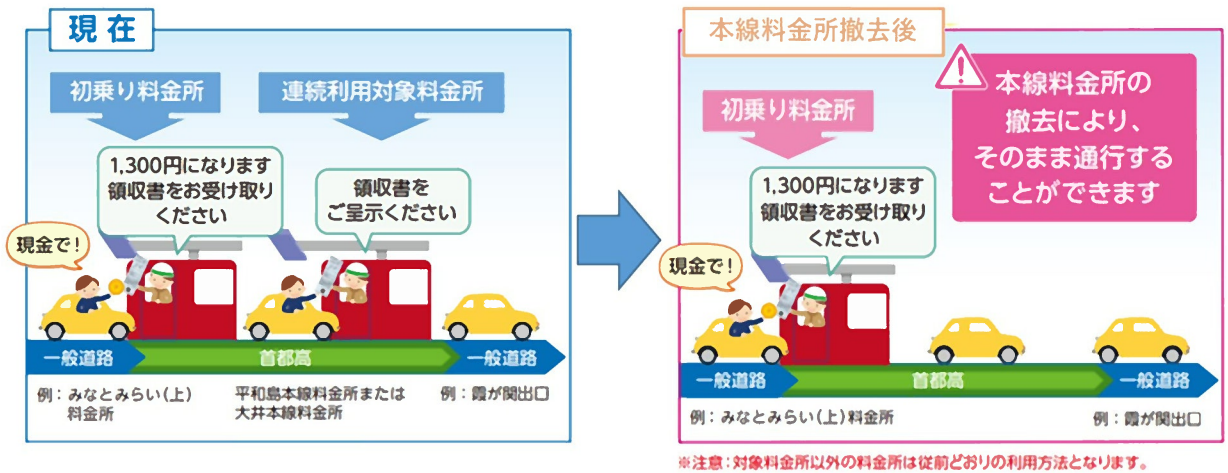 現在
初乗り料金所
連続利用対象料金所
1,300円になります
領収書をお受け取り
ください
領収書を
ご呈示ください
現金で!
一般道路
首都高
一般道路
例：みなとみらい(上)
料金所
平和島本線料金所または
大井本線料金所
例：霞が関出口
本線料金所撤去後
初乗り料金所
本線料金所の
撤去により、
そのまま通行する
ことができます
1,300円になります
領収書をお受け取り
ください
現金で!
一般道路
首都高
一般道路
例：みなとみらい(上)料金所
例：霞が関出口
※注意：対象料金所以外の料金所は従前どおりの利用方法となります。